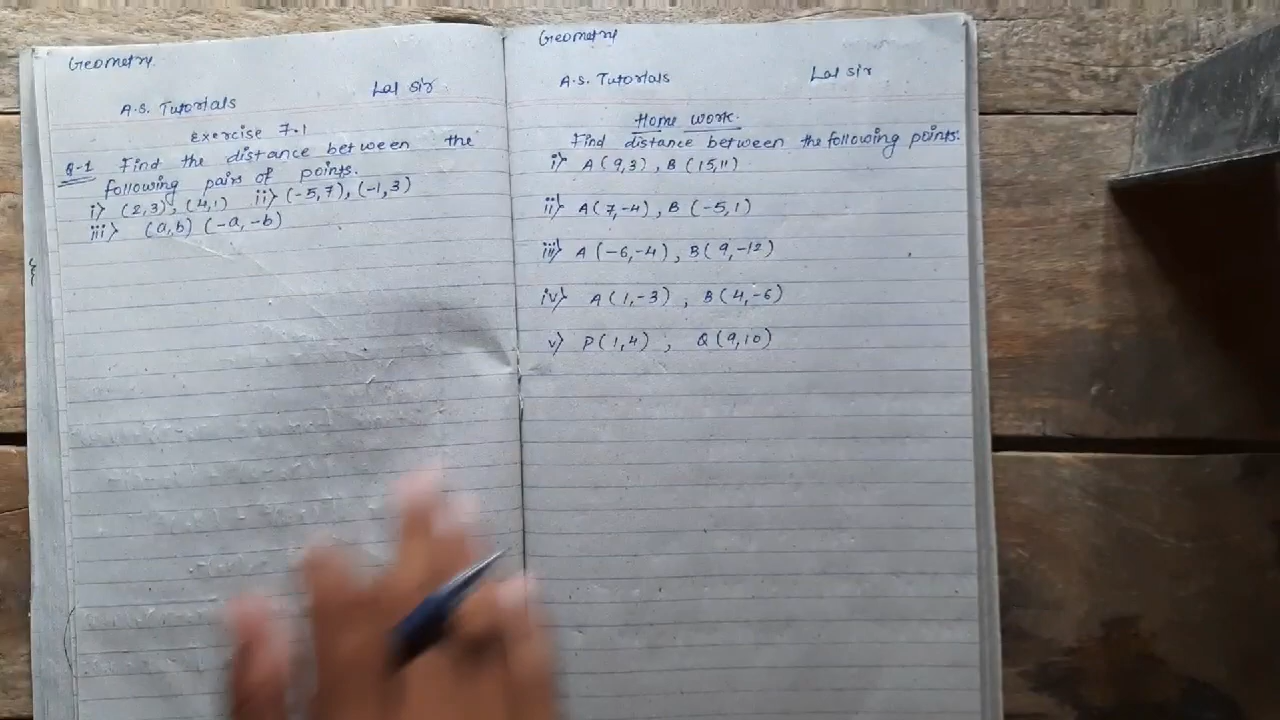 Geometry
Lal sir
A.S. Tutorials
Exercise 7.1
Q-1 Find the distance between the
following pairs of points.
i> (2,3), (4,1) ii> (-5,7), (-1,3)
iii> (a,b) (-a,-b)
Geometry
A.S. Tutorials Lal sir
Home work.
Find distance between the following points.
i> A(9,3), B(15,11)
ii> A(7,-4), B(-5,1)
iii> A(-6,-4), B(9,-12)
iv> A(1,-3), B(4,-6)
v> P(1,4), Q(9,10)